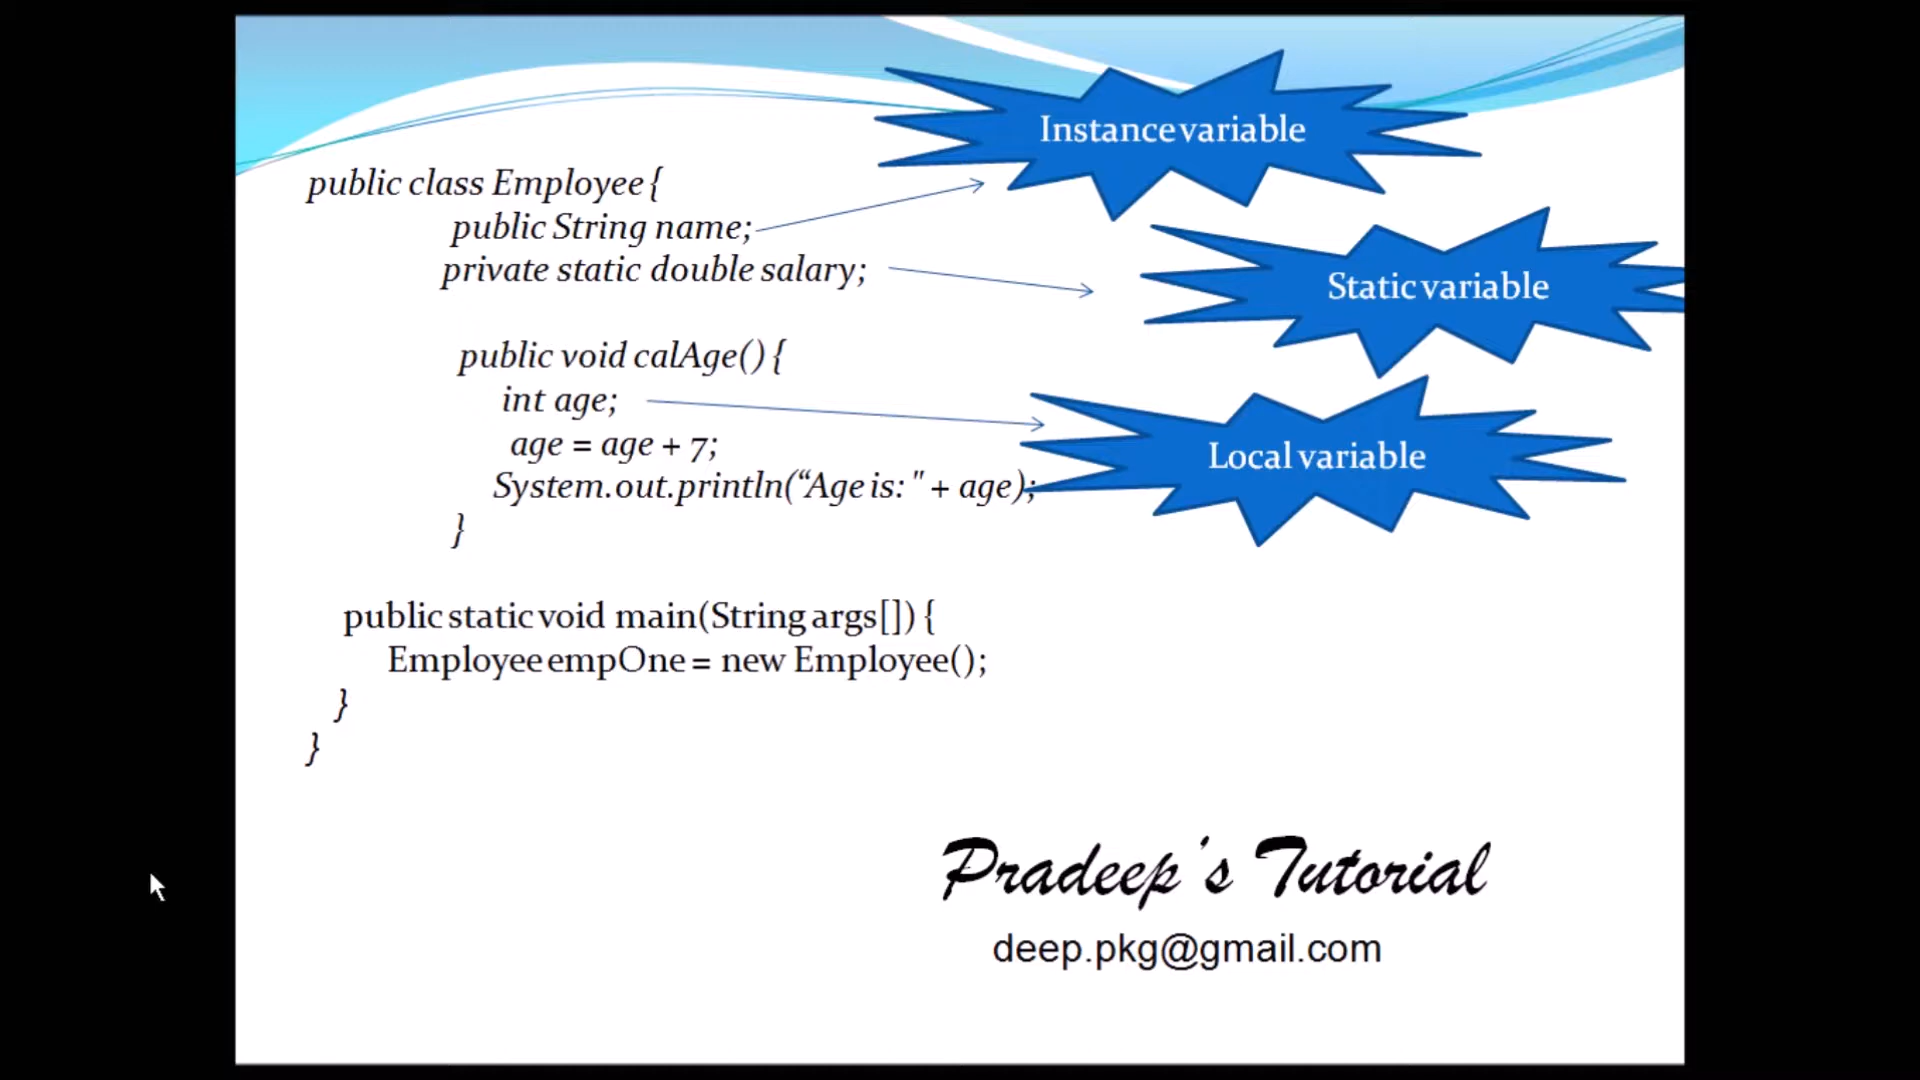 Instance variable
public class Employee {
public String name;
private static double salary;
Static variable
public void calAge() {
int age;
age = age + 7;
Local variable
System.out.println(“Age is: " + age);
}
public static void main(String args[]) {
Employee empOne = new Employee();
}
}
Pradeep's Tutorial
deep.pkg@gmail.com